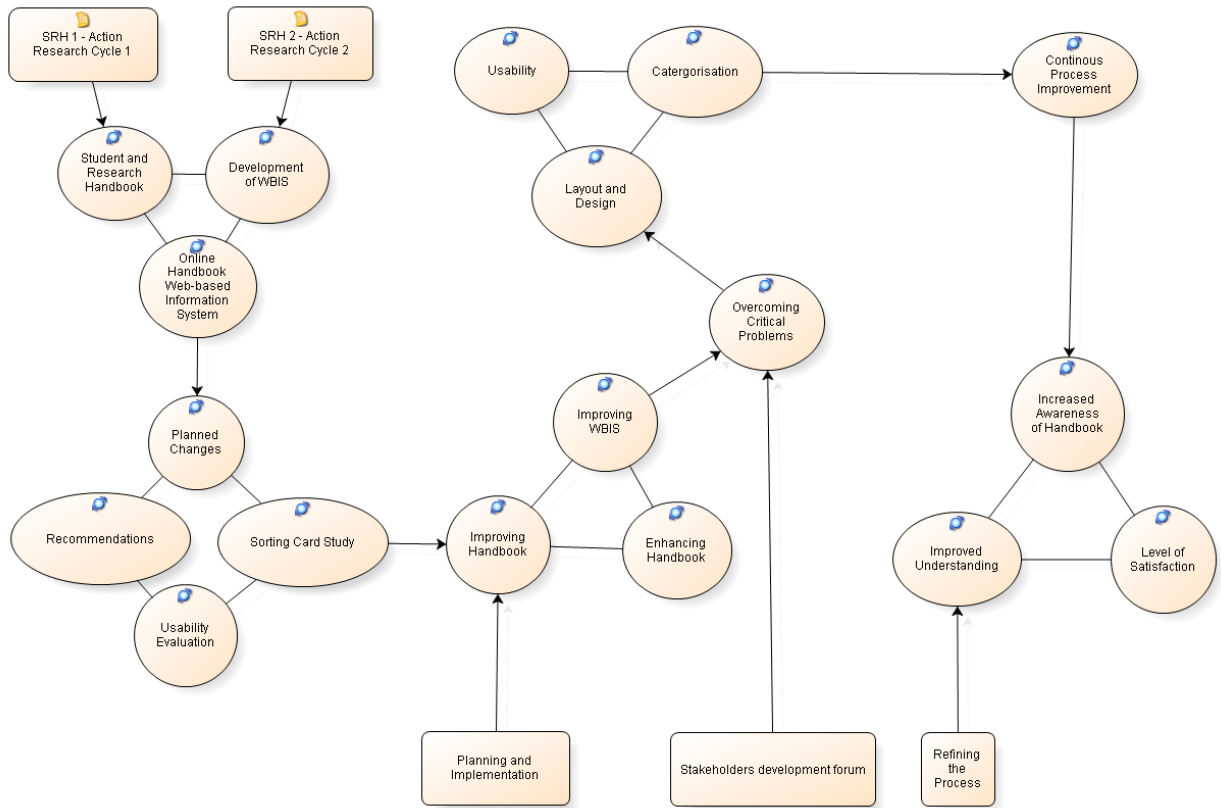 SRH 1 - Action
Research Cycle 1
SRH 2 - Action
Research Cycle 2
Student and
Research
Handbook
Development
of WBIS
Online
Handbook
Web-based
Information
System
Planned
Changes
Recommendations
Sorting Card Study
Usability
Evaluation
Usability
Catergorisation
Layout and
Design
Overcoming
Critical
Problems
Improving
WBIS
Improving
Handbook
Enhancing
Handbook
Planning and
Implementation
Stakeholders development forum
Continous
Process
Improvement
Increased
Awareness
of Handbook
Improved
Understanding
Level of
Satisfaction
Refining
the
Process